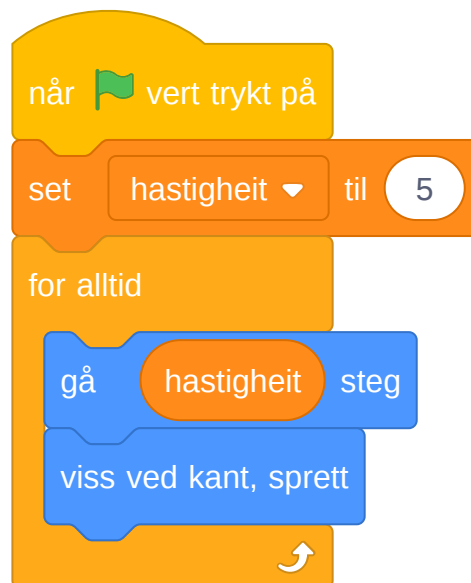 når vert trykt på
set hastigheit til 5
for alltid
gå hastigheit steg
viss ved kant, sprett